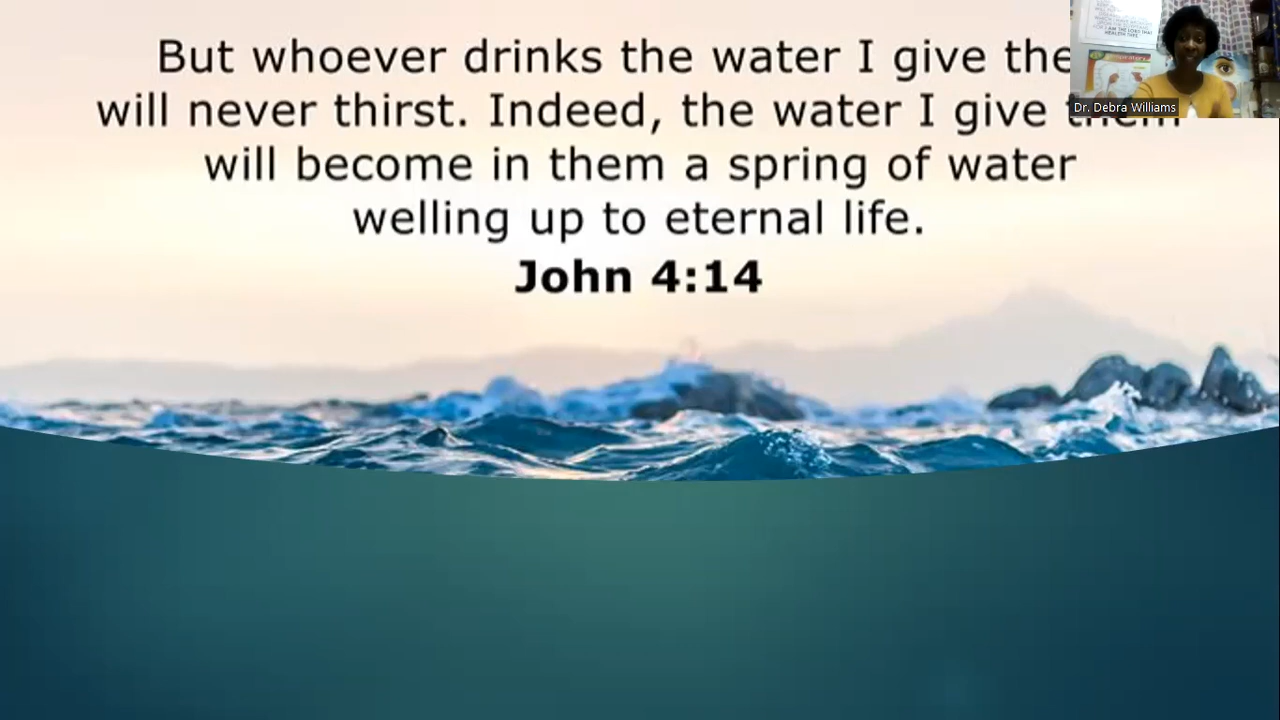 But whoever drinks the water I give
will never thirst. Indeed, the water I give them
will become in them a spring of water
welling up to eternal life.
John 4:14
Dr. Debra Williams